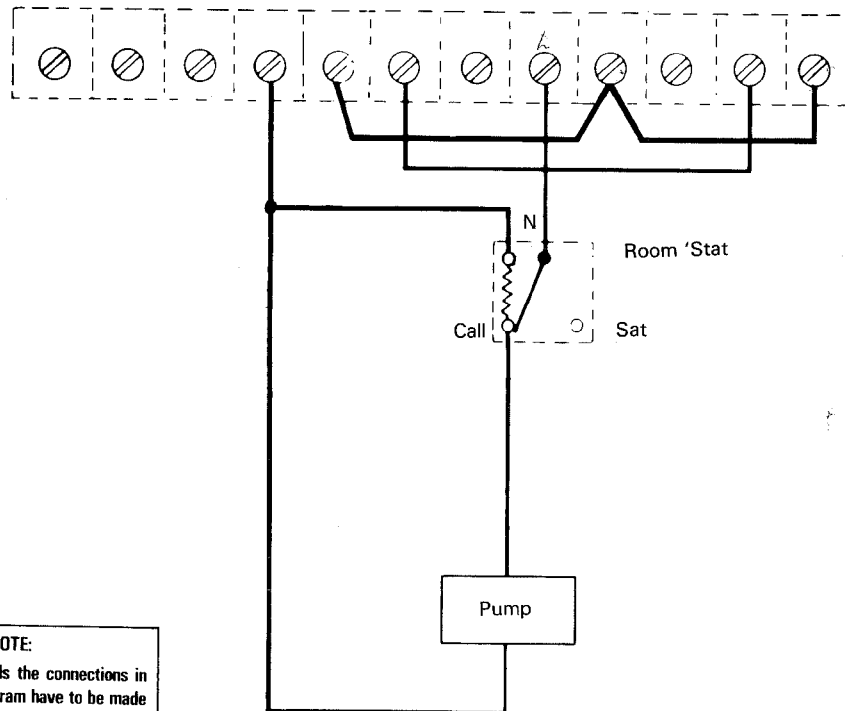 N
Room 'Stat
Call
Sat
Pump
OTE:
ls the connections in
ram have to be made